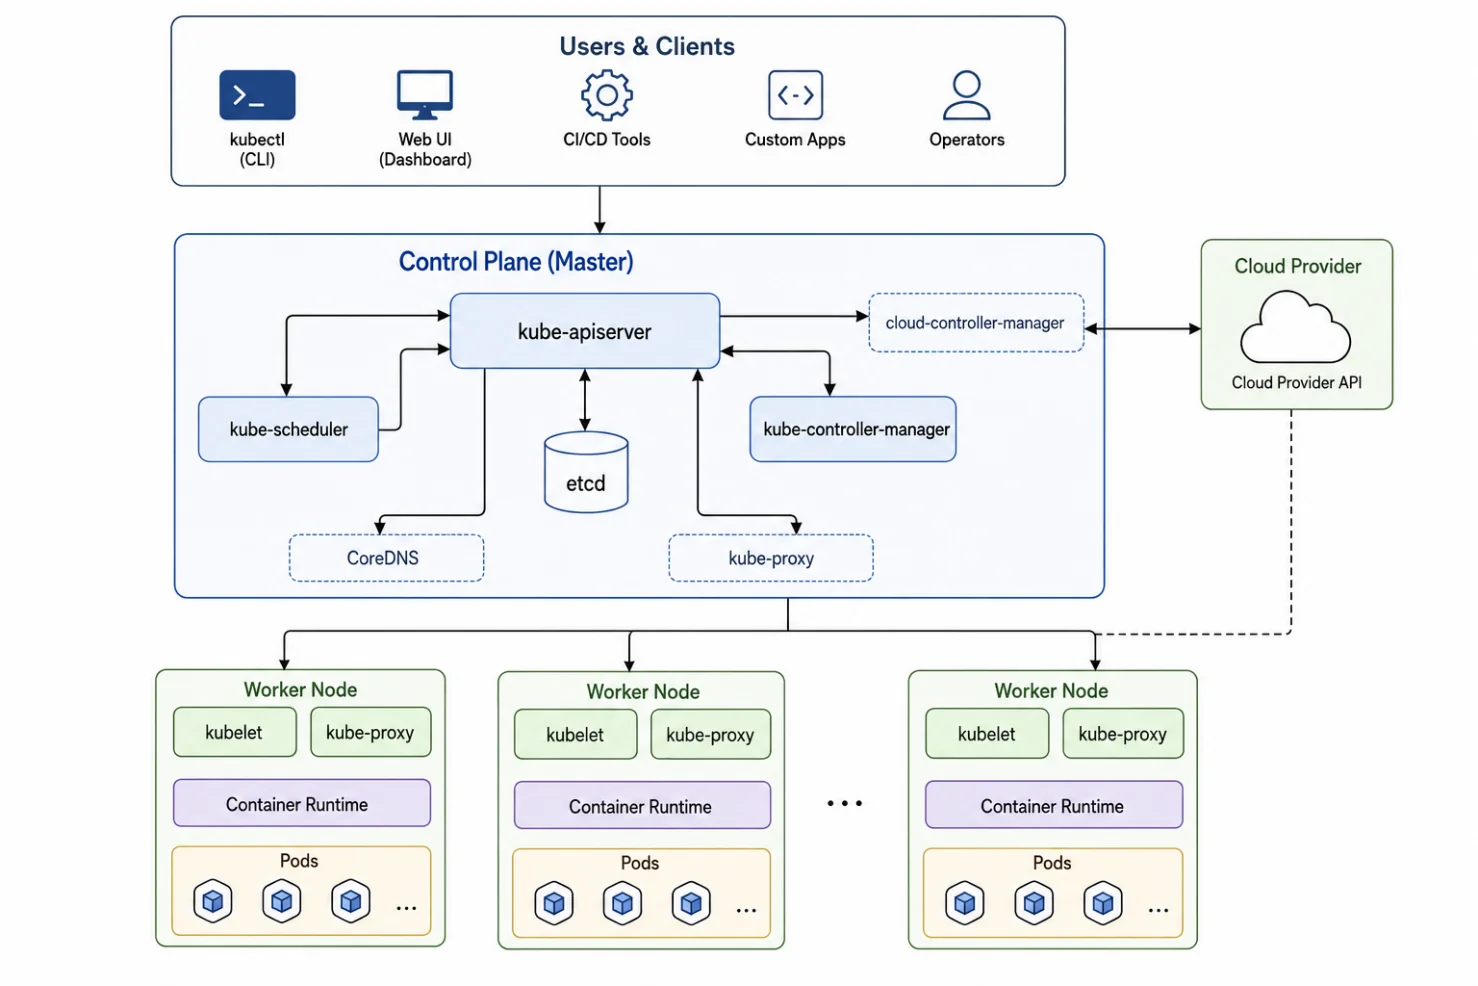 Users & Clients
kubectl
(CLI)
Web UI
(Dashboard)
CI/CD Tools
Custom Apps
Operators
Control Plane (Master)
kube-apiserver
cloud-controller-manager
kube-scheduler
etcd
kube-controller-manager
CoreDNS
kube-proxy
Cloud Provider
Cloud Provider API
Worker Node
kubelet
kube-proxy
Container Runtime
Pods
...
Worker Node
kubelet
kube-proxy
Container Runtime
Pods
...
...
Worker Node
kubelet
kube-proxy
Container Runtime
Pods
...